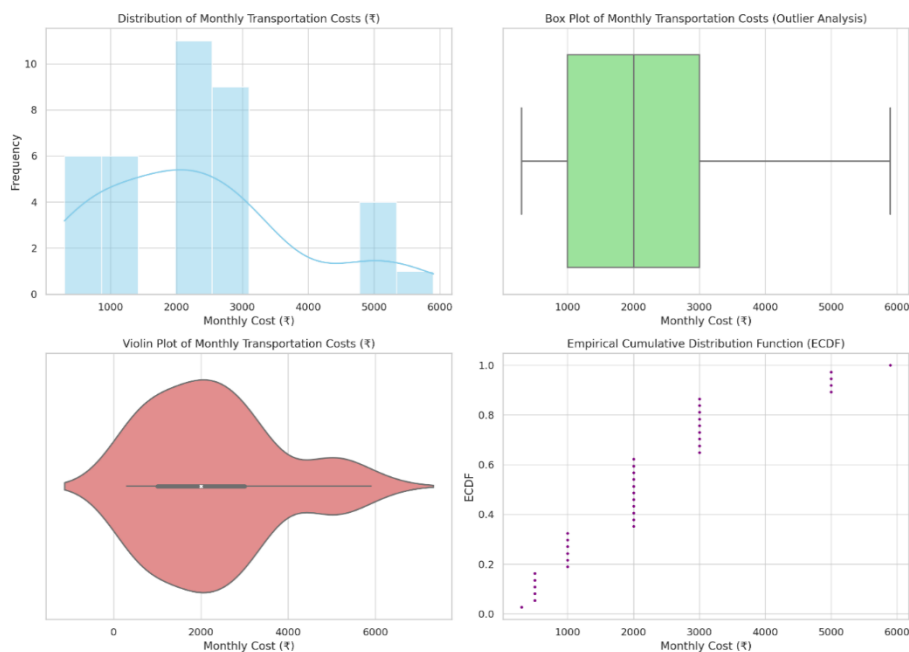 Distribution of Monthly Transportation Costs (₹)
Frequency
10
8
6
4
2
0
1000 2000 3000 4000 5000 6000
Monthly Cost (₹)
Box Plot of Monthly Transportation Costs (Outlier Analysis)
1000 2000 3000 4000 5000 6000
Monthly Cost (₹)
Violin Plot of Monthly Transportation Costs (₹)
0 2000 4000 6000
Monthly Cost (₹)
Empirical Cumulative Distribution Function (ECDF)
ECDF
1.0
0.8
0.6
0.4
0.2
0.0
1000 2000 3000 4000 5000 6000
Monthly Cost (₹)